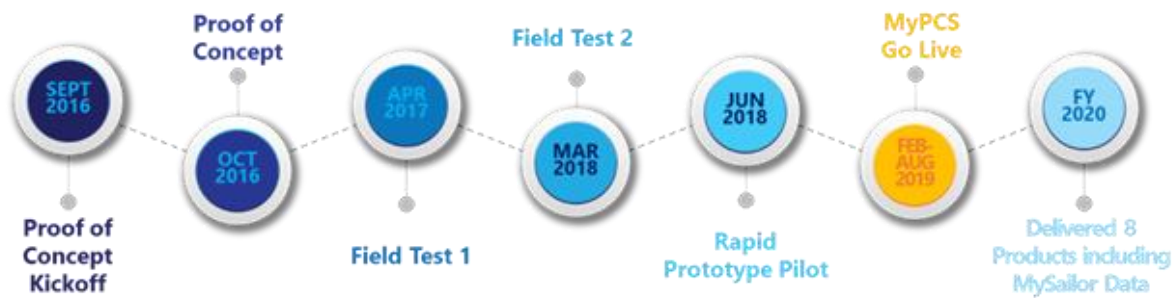 SEPT
2016
Proof of
Concept
Kickoff
Proof of
Concept
OCT
2016
APR
2017
Field Test 1
Field Test 2
MAR
2018
JUN
2018
Rapid
Prototype Pilot
MyPCS
Go Live
FEB-
AUG
2019
FY
2020
Delivered 8
Products including
MySailor Data